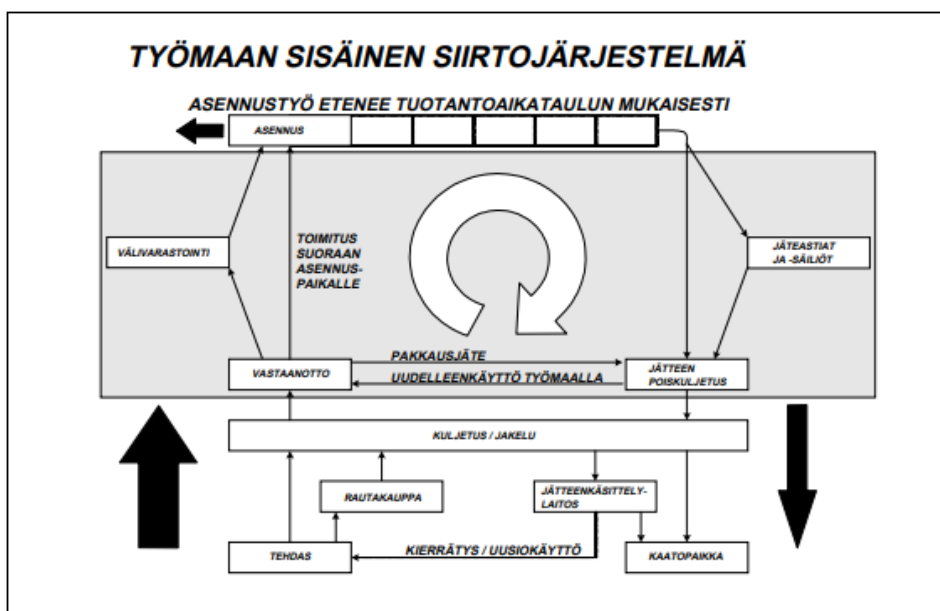 TYÖMAAN SISÄINEN SIIRTOJÄRJESTELMÄ
ASENNUSTYÖ ETENEE TUOTANTOAIKATAULUN MUKAISESTI
ASENNUS
VÄLIVARASTOINTI
TOIMITUS
SUORAAN
ASENNUS-
PAIKALLE
JÄTEASTIAT
JA -SÄILIÖT
VASTAANOTTO
PAKKAUSJÄTE
UUDELLEENKÄYTTÖ TYÖMAALLA
JÄTTEEN
POISKULJETUS
KULJETUS / JAKELU
RAUTAKAUPPA
JÄTTEENKÄSITTELY-
LAITOS
TEHDAS
KIERRÄTYS / UUSIOKÄYTTÖ
KAATOPAIKKA